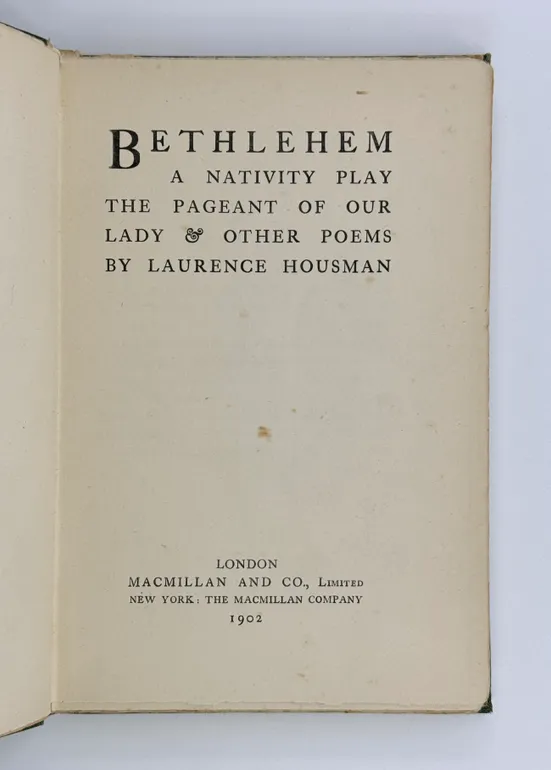 BETHLEHEM
A NATIVITY PLAY
THE PAGEANT OF OUR
LADY & OTHER POEMS
BY LAURENCE HOUSMAN
LONDON
MACMILLAN AND CO., LIMITED
NEW YORK: THE MACMILLAN COMPANY
1902